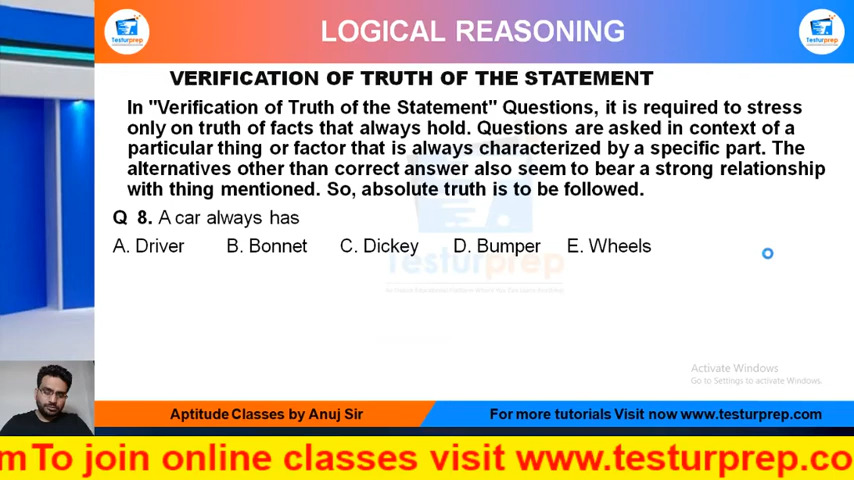 Testurprep
LOGICAL REASONING
Testurprep
VERIFICATION OF TRUTH OF THE STATEMENT
In "Verification of Truth of the Statement" Questions, it is required to stress
only on truth of facts that always hold. Questions are asked in context of a
particular thing or factor that is always characterized by a specific part. The
alternatives other than correct answer also seem to bear a strong relationship
with thing mentioned. So, absolute truth is to be followed.
Q 8. A car always has
A. Driver B. Bonnet C. Dickey D. Bumper E. Wheels
Testurprep
Activate Windows
Go to Settings to activate Windows.
Aptitude Classes by Anuj Sir
For more tutorials Visit now www.testurprep.com
m To join online classes visit www.testurprep.co